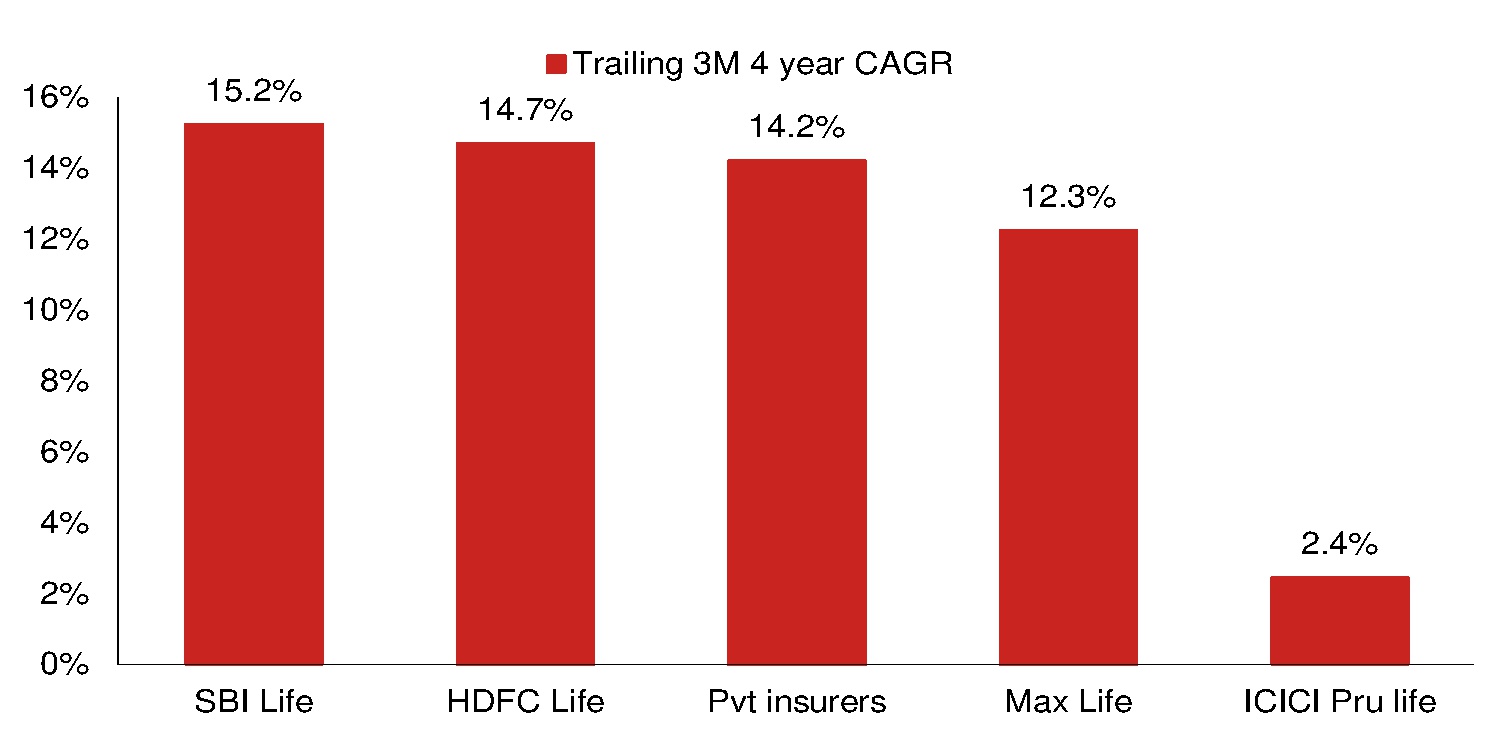 Trailing 3M 4 year CAGR
16%
14%
12%
10%
8%
6%
4%
2%
0%
15.2%
14.7%
14.2%
12.3%
2.4%
SBI Life
HDFC Life
Pvt insurers
Max Life
ICICI Pru life